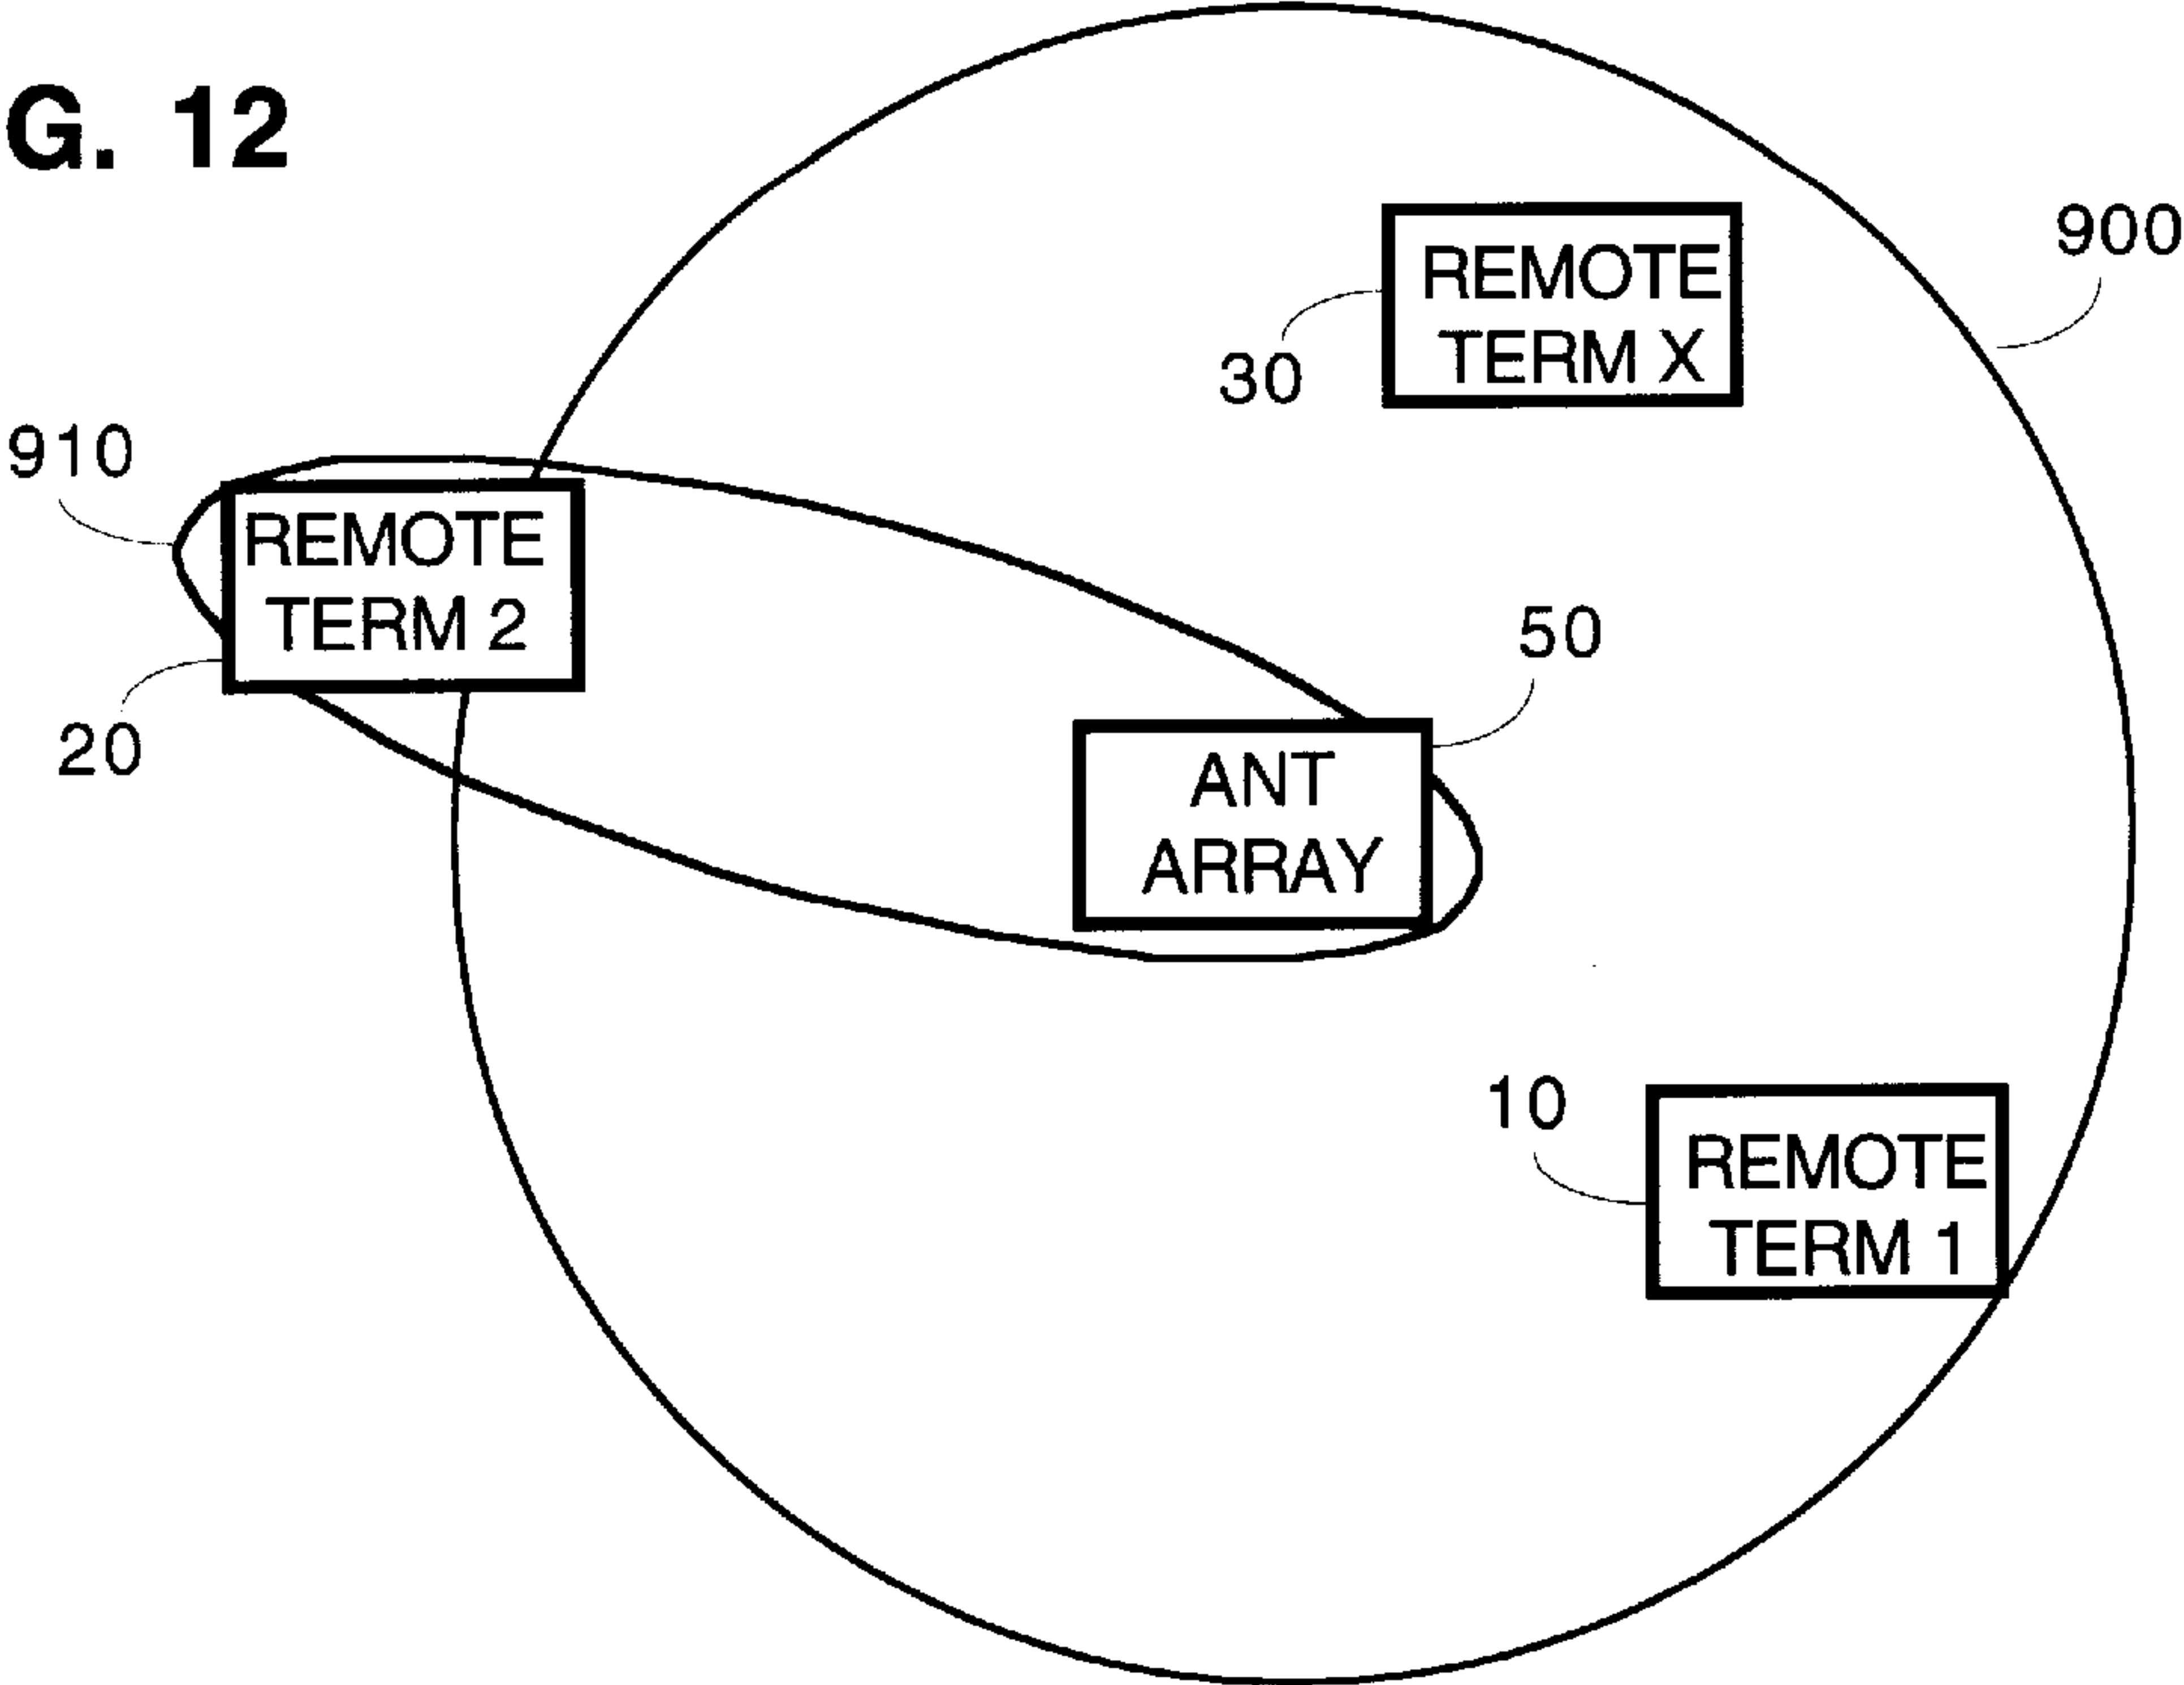 G. 12
900
REMOTE
TERM X
30
910
REMOTE
TERM 2
20
50
ANT
ARRAY
10
REMOTE
TERM 1